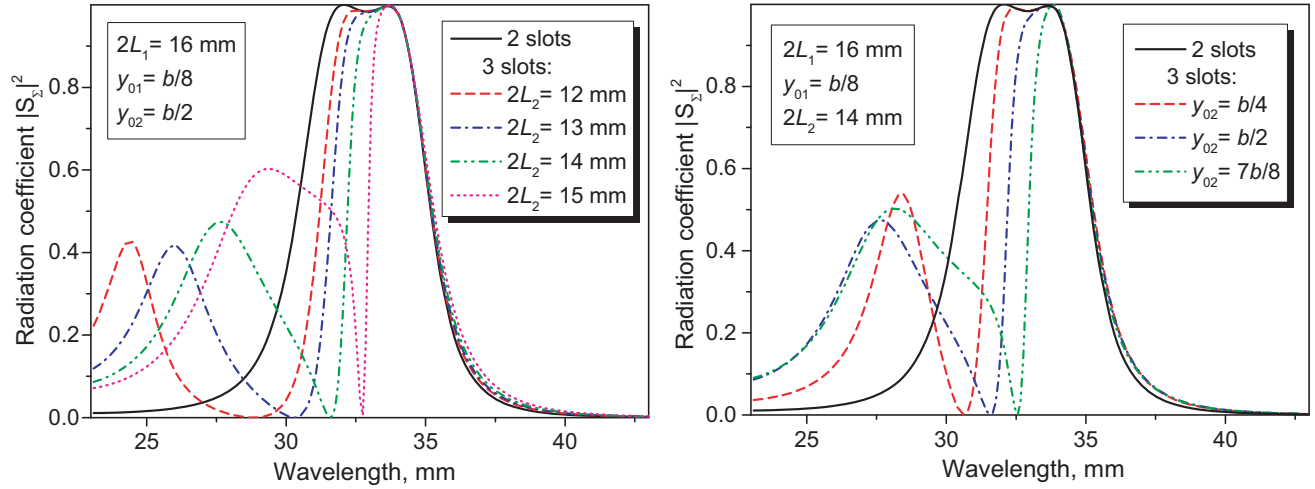 Radiation coefficient |S_Σ|²
0.0
0.2
0.4
0.6
0.8
25
30
35
40
Wavelength, mm
2L₁= 16 mm
y₀₁= b/8
y₀₂= b/2
2 slots
3 slots:
2L₂= 12 mm
2L₂= 13 mm
2L₂= 14 mm
2L₂= 15 mm
Radiation coefficient |S_Σ|²
0.0
0.2
0.4
0.6
0.8
25
30
35
40
Wavelength, mm
2L₁= 16 mm
y₀₁= b/8
2L₂= 14 mm
2 slots
3 slots:
y₀₂= b/4
y₀₂= b/2
y₀₂= 7b/8